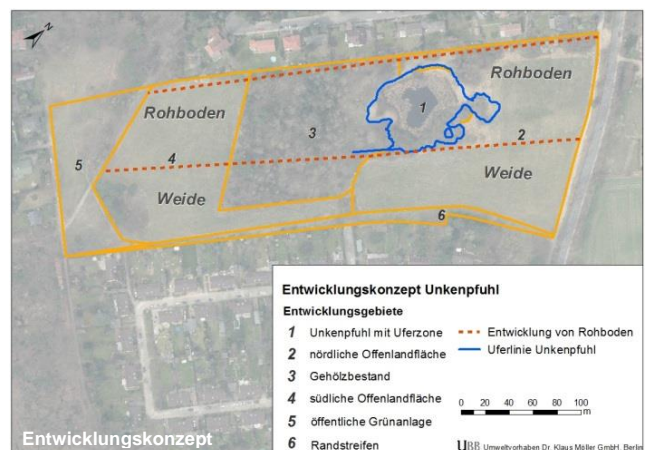 Rohboden
1
Rohboden
3
2
5
4
Weide
Weide
6
Entwicklungskonzept Unkenpfuhl
Entwicklungsgebiete
1 Unkenpfuhl mit Uferzone
2 nördliche Offenlandfläche
3 Gehölzbestand
4 südliche Offenlandfläche
5 öffentliche Grünanlage
6 Randstreifen
Entwicklung von Rohboden
Uferlinie Unkenpfuhl
0 20 40 60 80 100
m
UBB Umweltvorhaben Dr. Klaus Möller GmbH, Berlin
Entwicklungskonzept